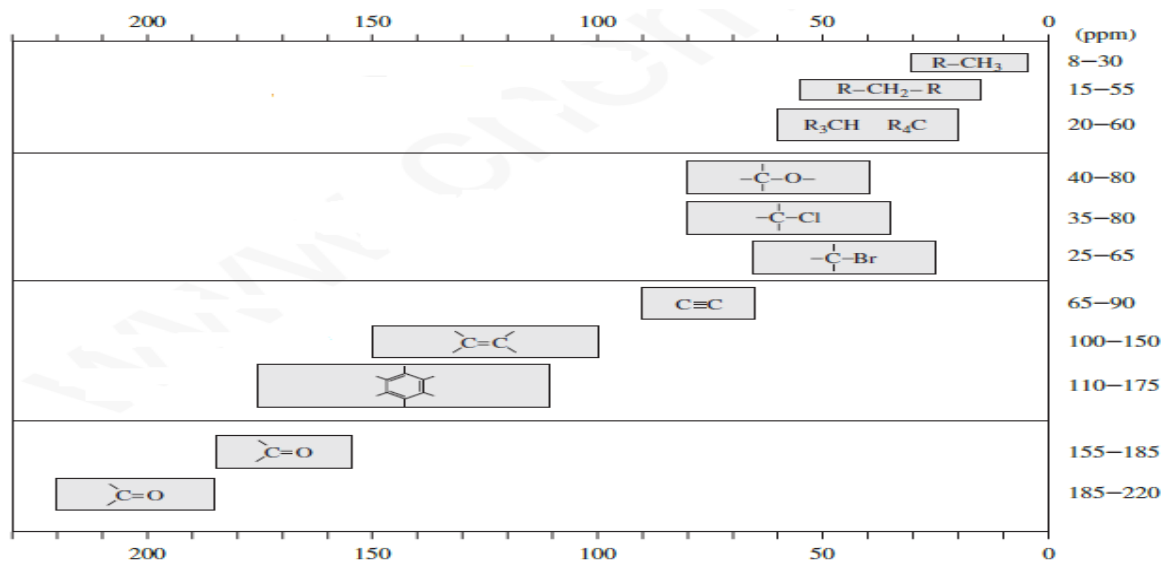 200 150 100 50 0 (ppm)
R–CH₃ 8–30
R–CH₂–R 15–55
R₃CH R₄C 20–60
–C–O– 40–80
–C–Cl 35–80
–C–Br 25–65
C≡C 65–90
C=C 100–150
110–175
C=O 155–185
C=O 185–220
200 150 100 50 0